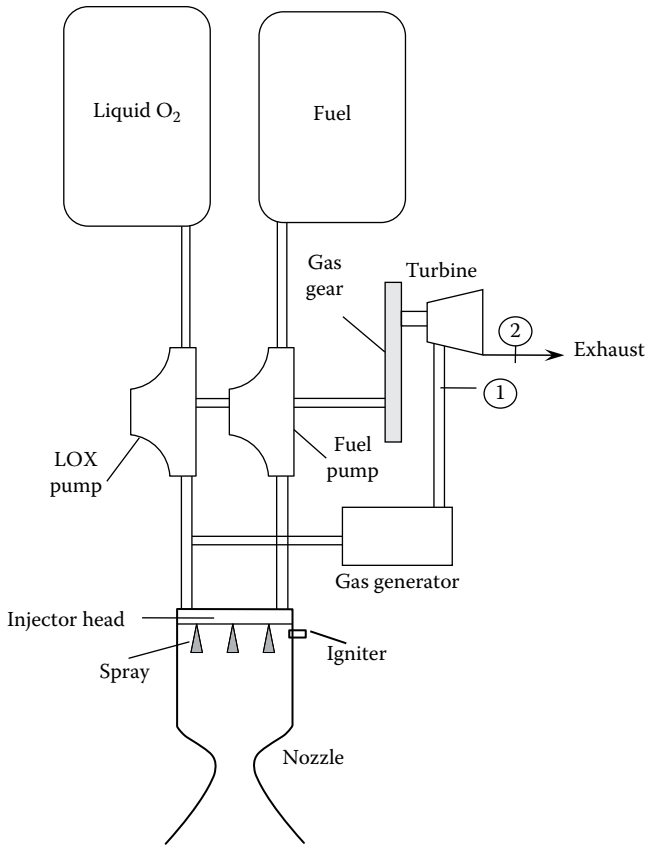 Liquid O₂
Fuel
Gas
gear
Turbine
2
Exhaust
1
LOX
pump
Fuel
pump
Gas generator
Injector head
Igniter
Spray
Nozzle